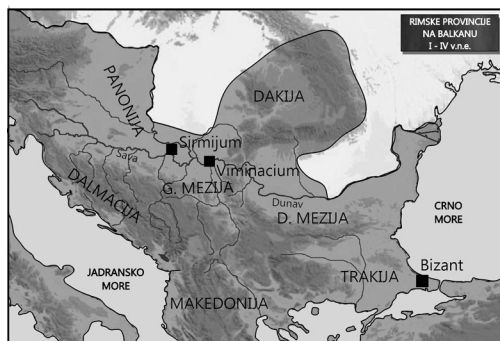 RIMSKE PROVINCIJE
NA BALKANU
I - IV v.n.e.
PANONIJA
DAKIJA
Sirmijum
Sava
Viminacium
DALMACIJA
G. MEZIJA
Dunav
D. MEZIJA
CRNO
MORE
JADRANSKO
MORE
TRAKIJA
Bizant
MAKEDONIJA